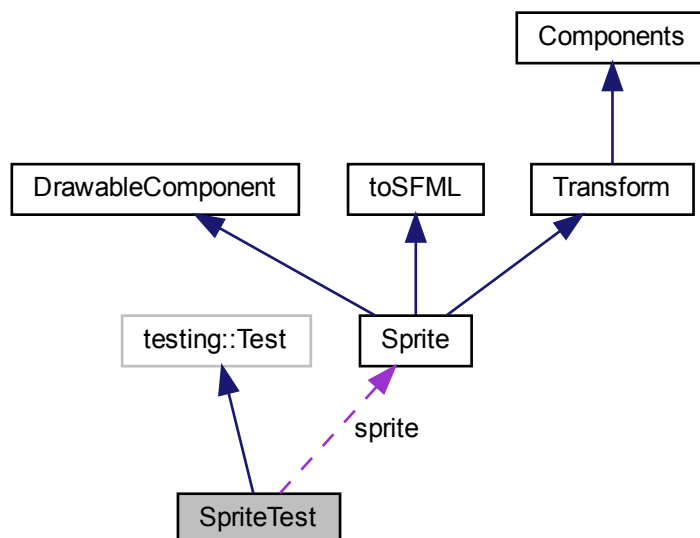 Components
DrawableComponent
toSFML
Transform
testing::Test
Sprite
sprite
SpriteTest